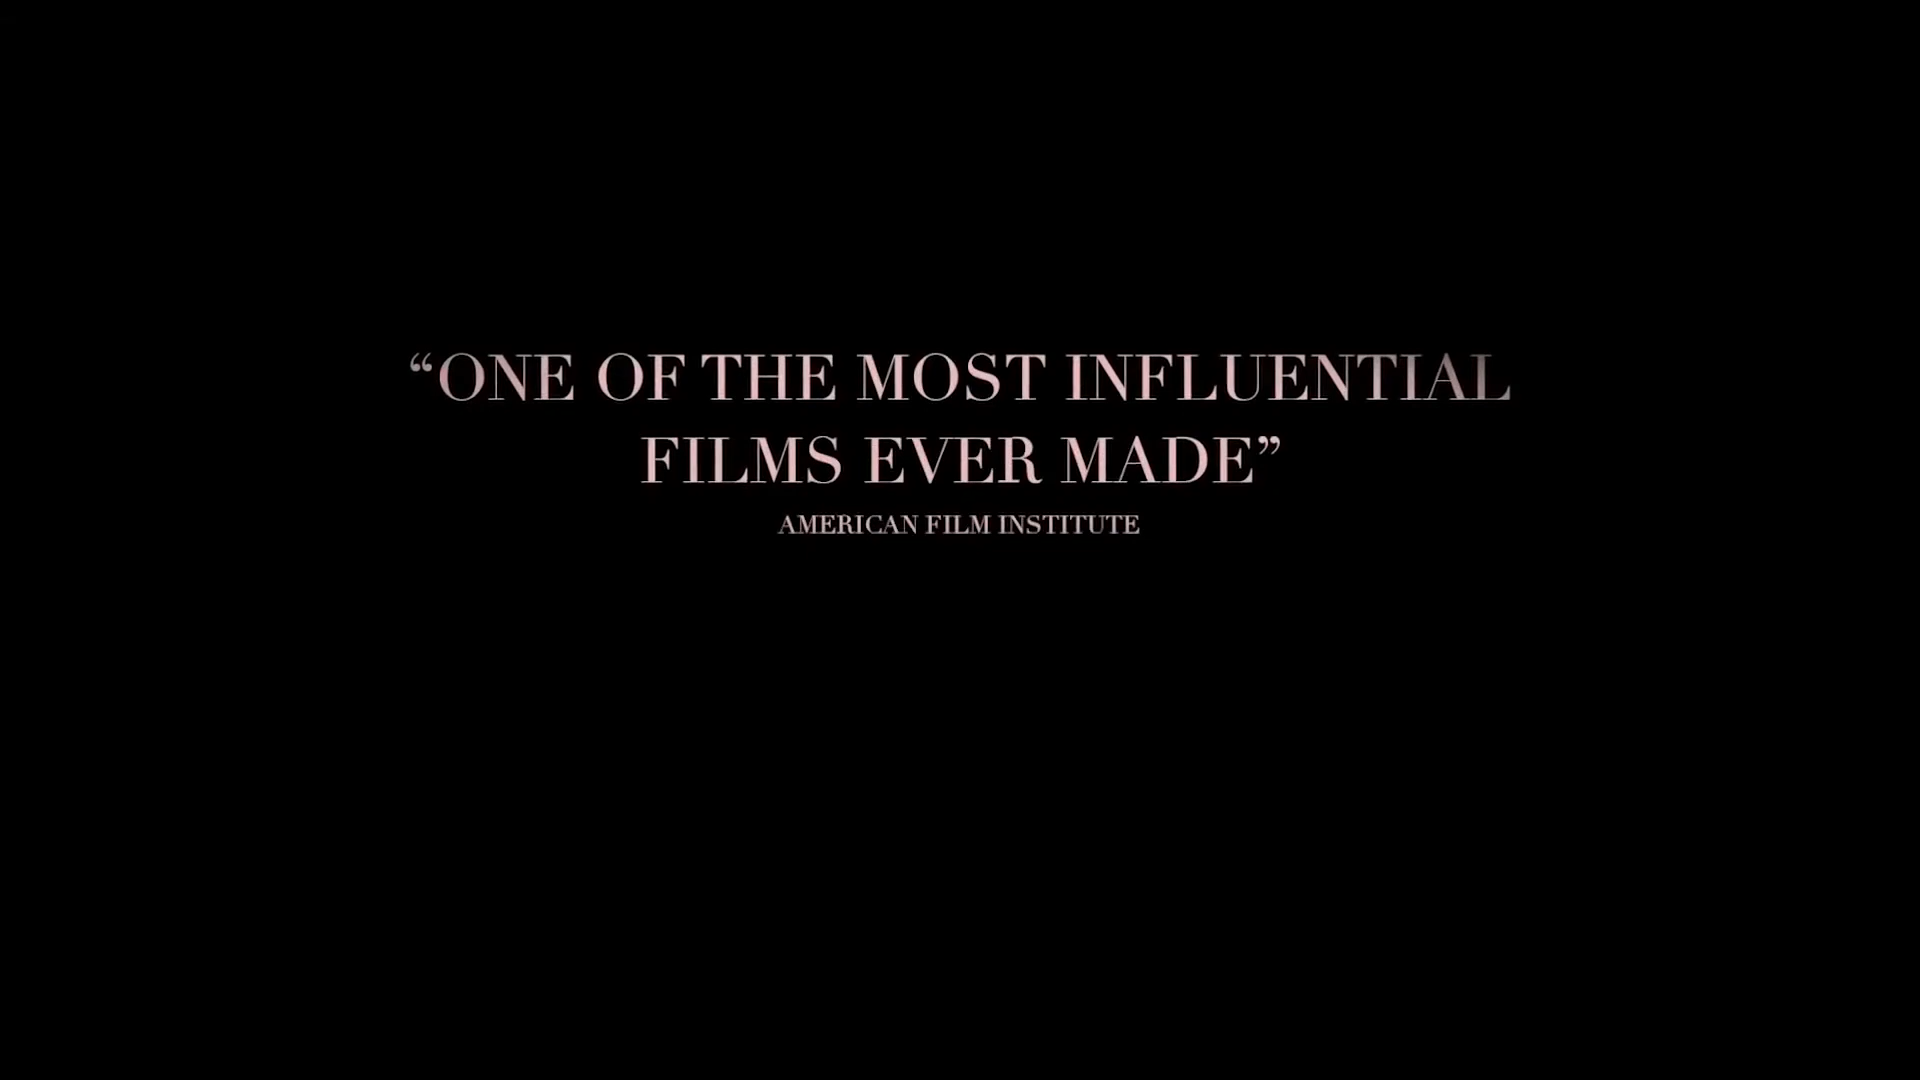 “ONE OF THE MOST INFLUENTIAL
FILMS EVER MADE”
AMERICAN FILM INSTITUTE